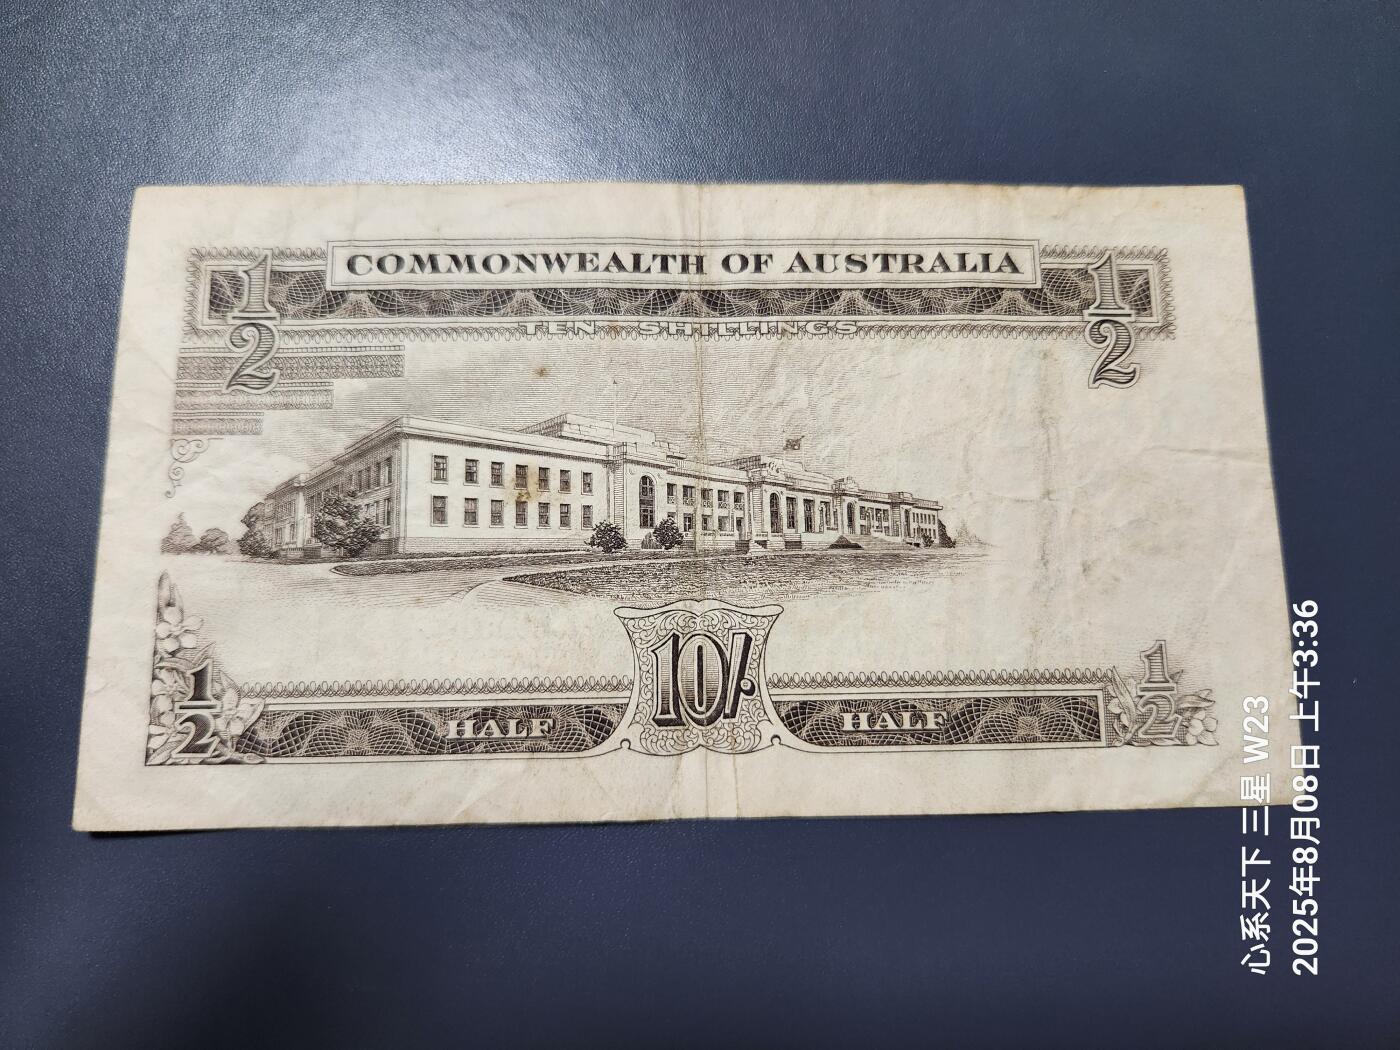 COMMONWEALTH OF AUSTRALIA
1/2
1/2
TEN SHILLINGS
10/-
1/2
HALF
HALF
1/2
心系天下 三星 W23
2025年8月08日 上午3:36